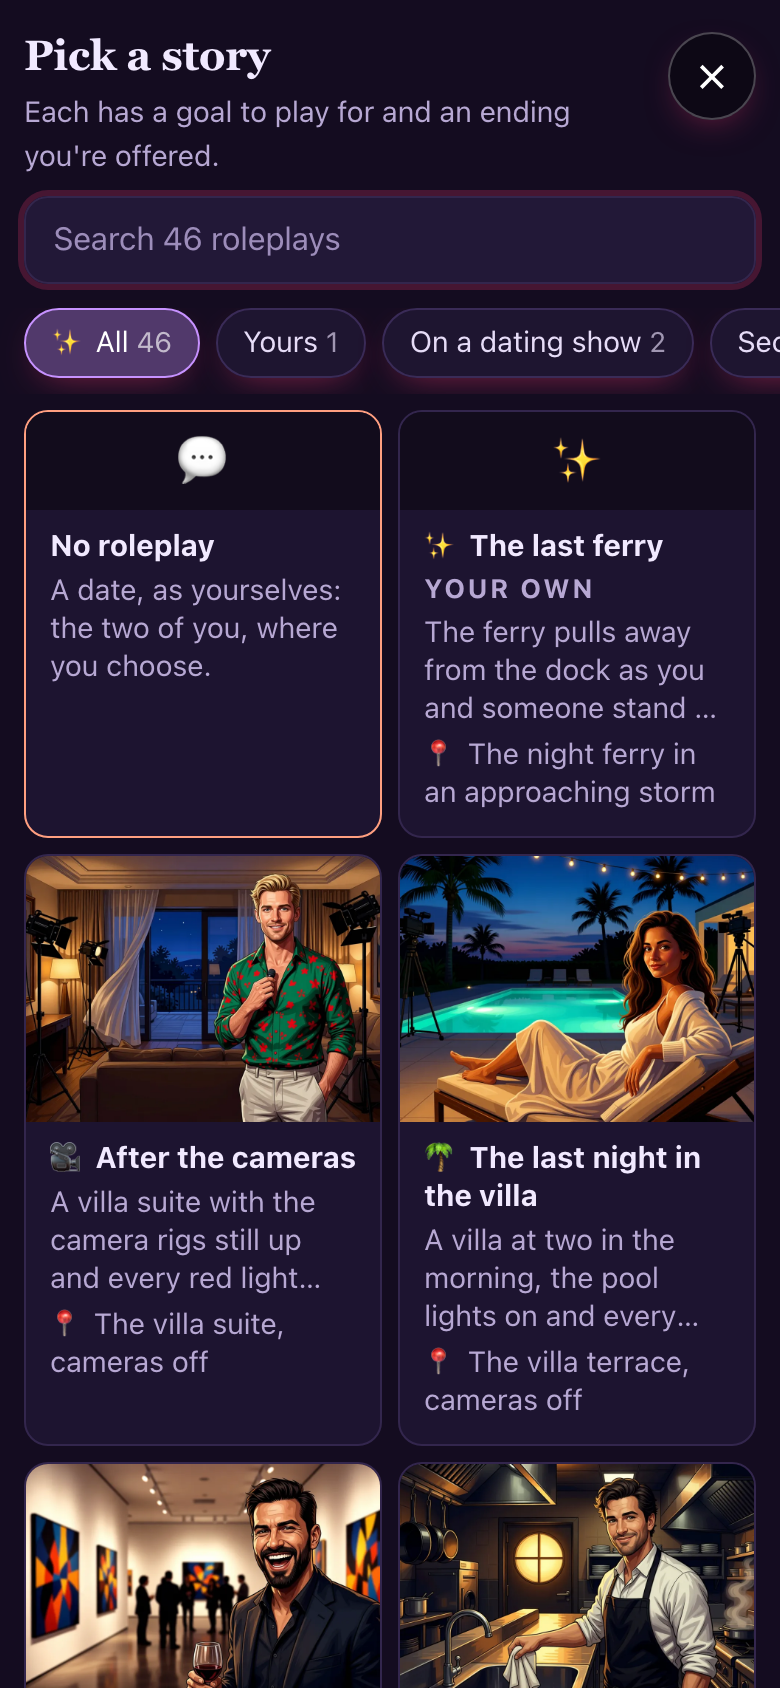 Pick a story
Each has a goal to play for and an ending
you're offered.
Search 46 roleplays
✨ All 46
Yours 1
On a dating show 2
Sec
No roleplay
A date, as yourselves:
the two of you, where
you choose.
✨ The last ferry
YOUR OWN
The ferry pulls away
from the dock as you
and someone stand ...
📍 The night ferry in
an approaching storm
🎥 After the cameras
A villa suite with the
camera rigs still up
and every red light...
📍 The villa suite,
cameras off
🌴 The last night in
the villa
A villa at two in the
morning, the pool
lights on and every...
📍 The villa terrace,
cameras off